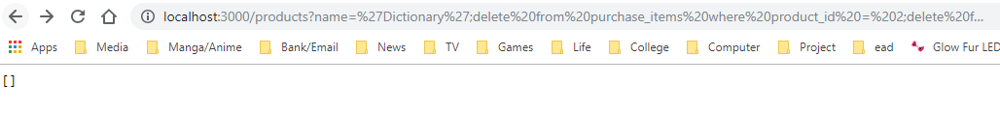 localhost:3000/products?name=%27Dictionary%27;delete%20from%20purchase_items%20where%20product_id%20=%202;delete%20f...
Apps Media Manga/Anime Bank/Email News TV Games Life College Computer Project ead Glow Fur LED
[]